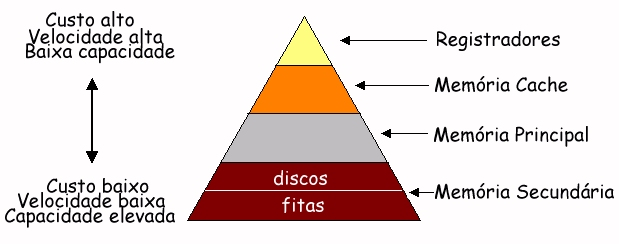 Custo alto
Velocidade alta
Baixa capacidade
Registradores
Memória Cache
Memória Principal
discos
fitas
Memória Secundária
Custo baixo
Velocidade baixa
Capacidade elevada